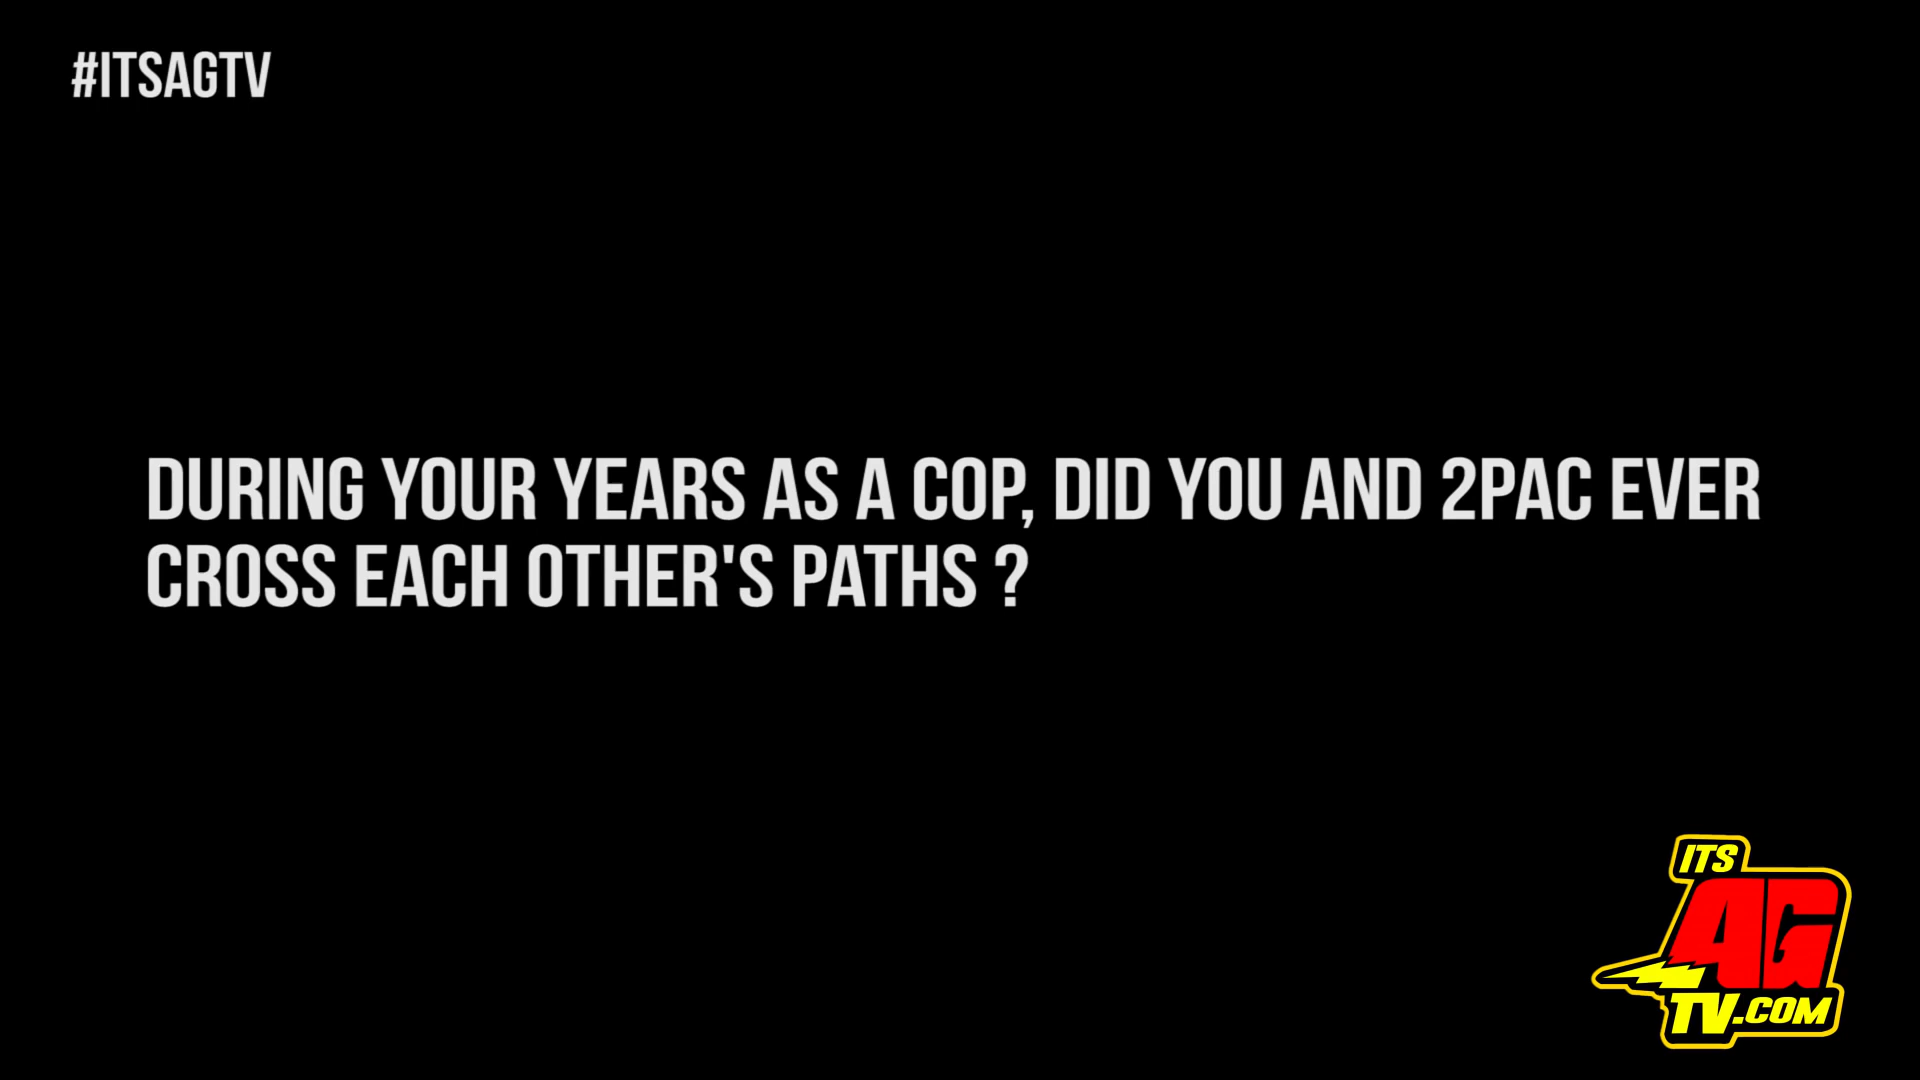 #ITSAGTV
DURING YOUR YEARS AS A COP, DID YOU AND 2PAC EVER
CROSS EACH OTHER'S PATHS ?
ITS
AG
TV.COM